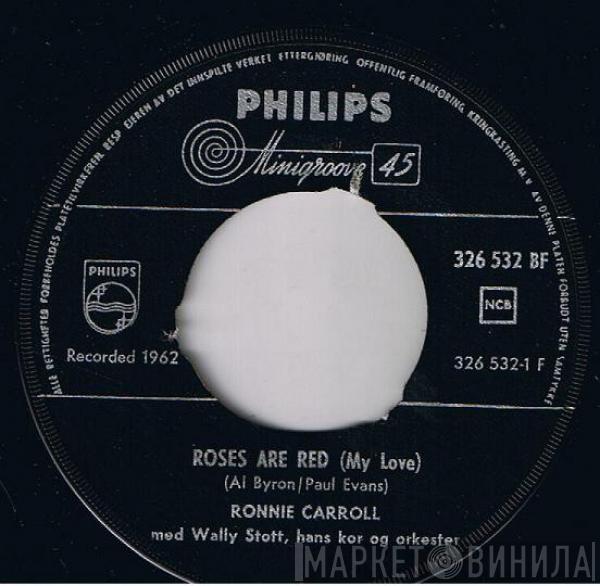 ALLE RETTIGHETER FORBEHOLDES PLATETILVIRKEREN RESP EJEREN AV DET INNSPILTE VERKET ETTERGJØRING OFFENTLIG FRAMFØRING KRINGKASTING M V AV DENNE PLATEN FORBUDT UTEN SAMTYKKE
PHILIPS
Minigroove 45
326 532 BF
PHILIPS
NCB
Recorded 1962
326 532-1 F
ROSES ARE RED (My Love)
(Al Byron/Paul Evans)
RONNIE CARROLL
med Wally Stott, hans kor og orkester
МАРКЕТ ВИНИЛА